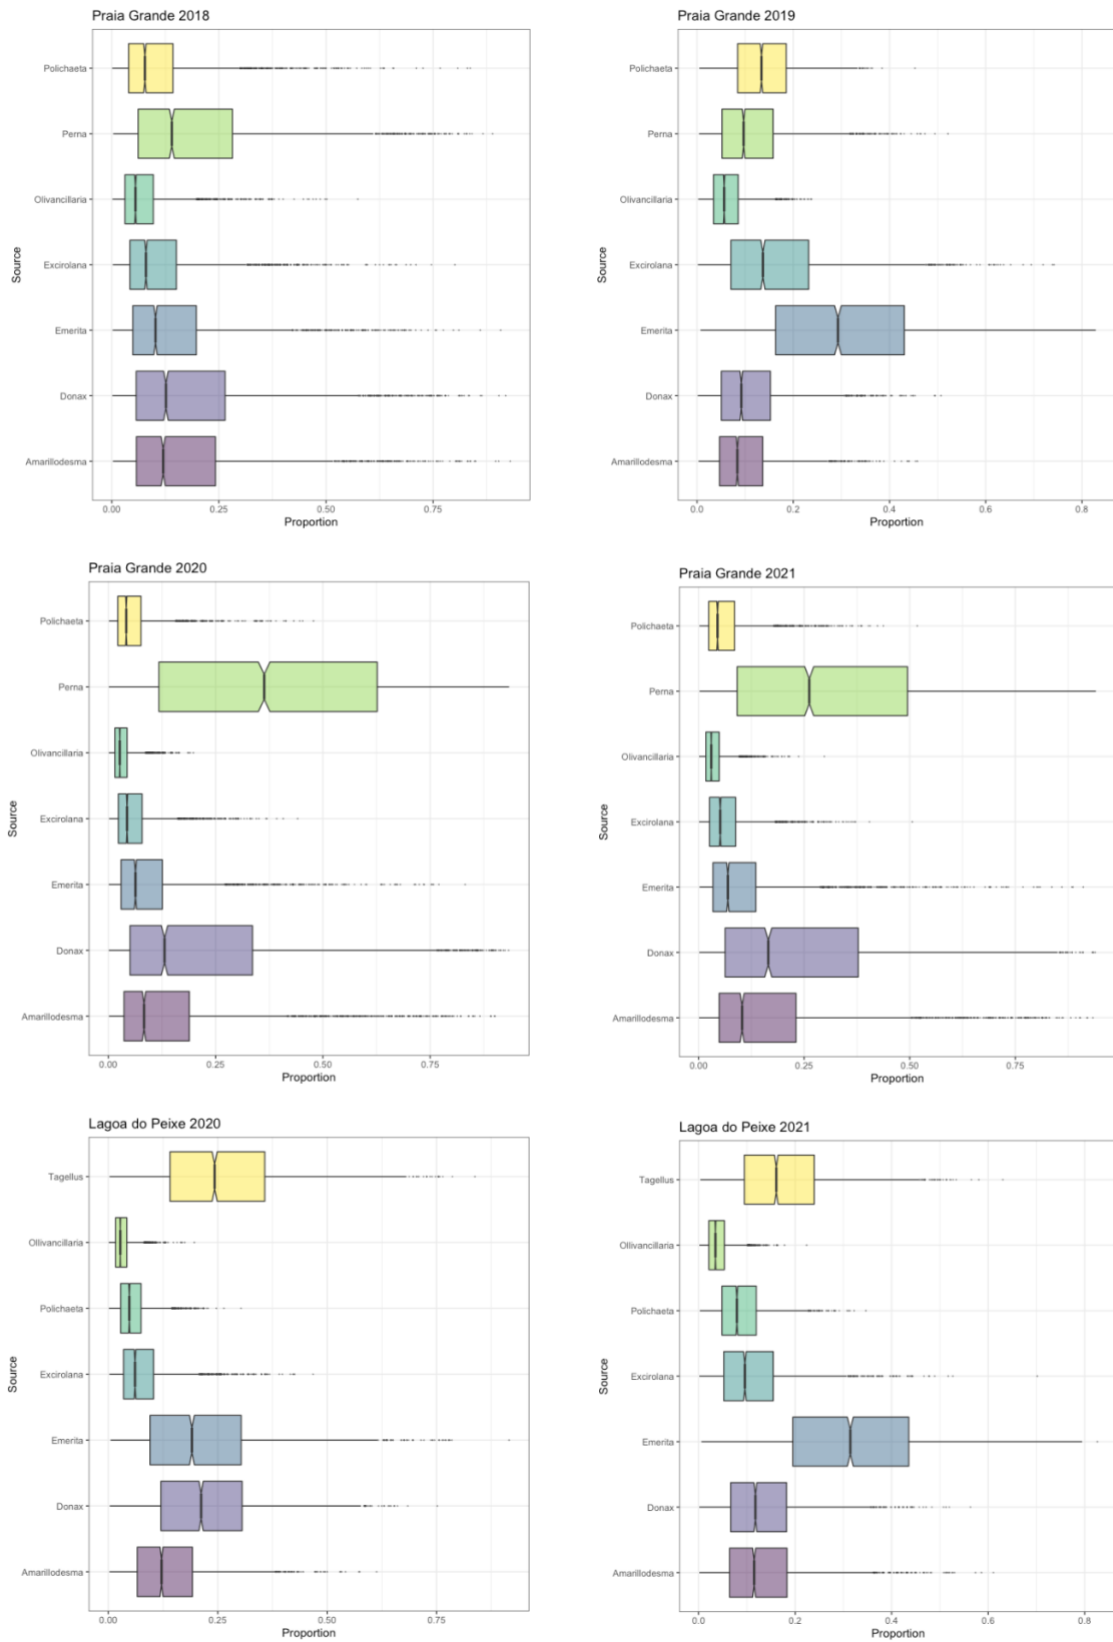 Praia Grande 2018
Source
Polichaeta
Perna
Olivancillaria
Excirolana
Emerita
Donax
Amarillodesma
0.00 0.25 0.50 0.75
Proportion
Praia Grande 2019
Source
Polichaeta
Perna
Olivancillaria
Excirolana
Emerita
Donax
Amarillodesma
0.0 0.2 0.4 0.6 0.8
Proportion
Praia Grande 2020
Source
Polichaeta
Perna
Olivancillaria
Excirolana
Emerita
Donax
Amarillodesma
0.00 0.25 0.50 0.75
Proportion
Praia Grande 2021
Source
Polichaeta
Perna
Olivancillaria
Excirolana
Emerita
Donax
Amarillodesma
0.00 0.25 0.50 0.75
Proportion
Lagoa do Peixe 2020
Source
Tagellus
Ollivancillaria
Polichaeta
Excirolana
Emerita
Donax
Amarillodesma
0.00 0.25 0.50 0.75
Proportion
Lagoa do Peixe 2021
Source
Tagellus
Ollivancillaria
Polichaeta
Excirolana
Emerita
Donax
Amarillodesma
0.0 0.2 0.4 0.6 0.8
Proportion